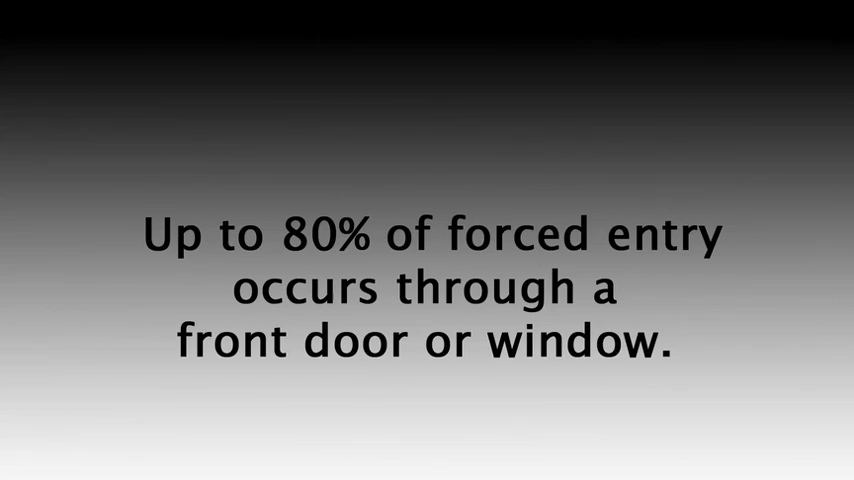 Up to 80% of forced entry
occurs through a
front door or window.